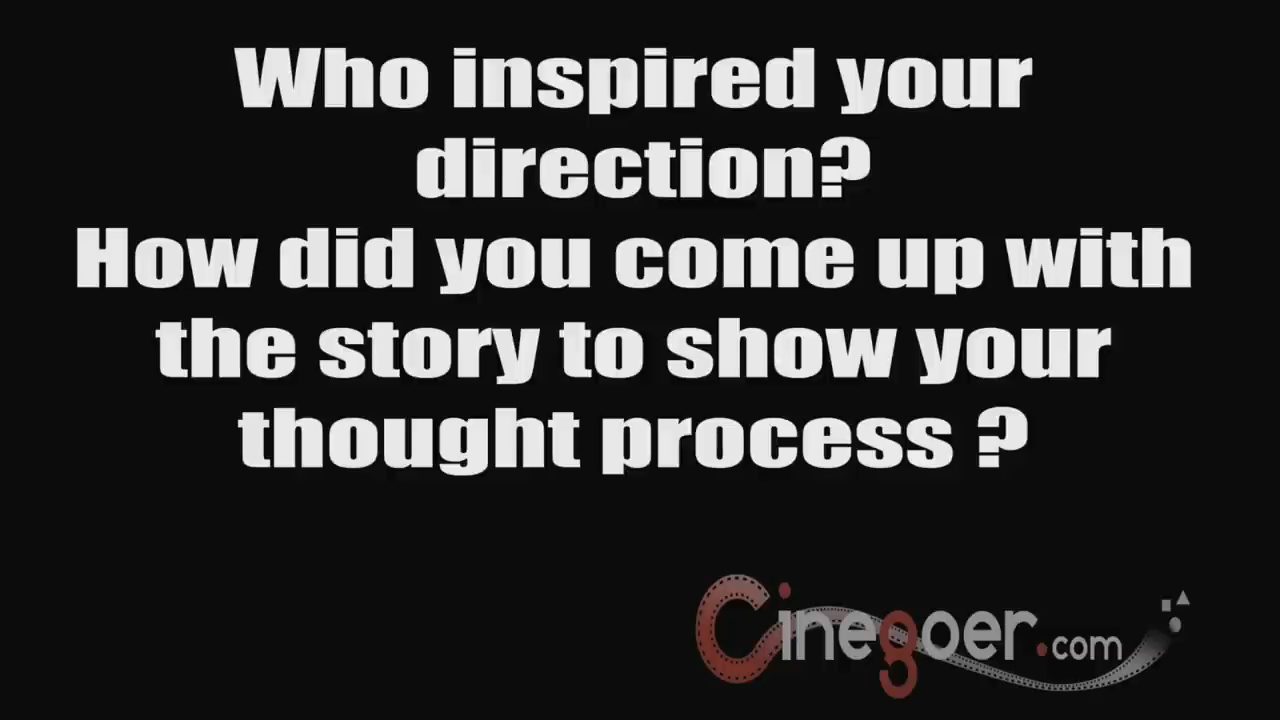 Who inspired your
direction?
How did you come up with
the story to show your
thought process ?
Cinegoer.com